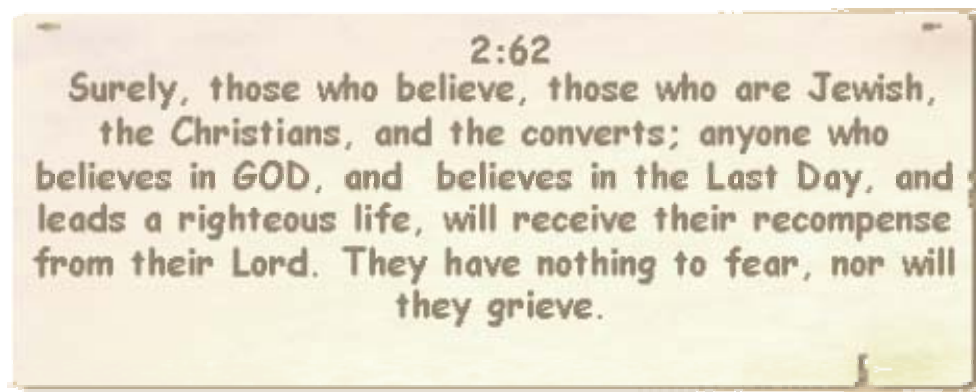 2:62
Surely, those who believe, those who are Jewish,
the Christians, and the converts; anyone who
believes in GOD, and believes in the Last Day, and
leads a righteous life, will receive their recompense
from their Lord. They have nothing to fear, nor will
they grieve.